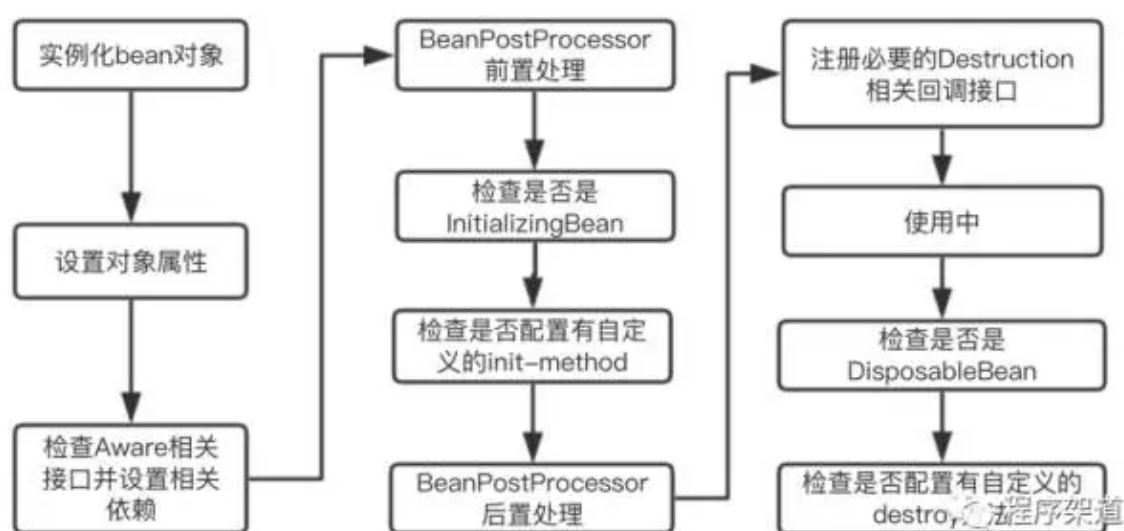 实例化bean对象
设置对象属性
检查Aware相关
接口并设置相关
依赖
BeanPostProcessor
前置处理
检查是否是
InitializingBean
检查是否配置有自定
义的init-method
BeanPostProcessor
后置处理
注册必要的Destruction
相关回调接口
使用中
检查是否是
DisposableBean
检查是否配置有自定义的
法
程序架道